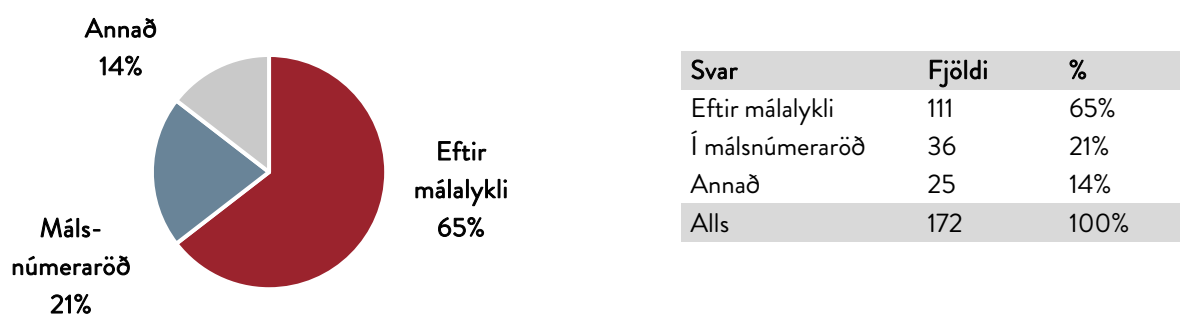 Annað
14%
Eftir
málalykli
65%
Máls-
númeraröð
21%
Svar Fjöldi %
Eftir málalykli 111 65%
Í málsnúmeraröð 36 21%
Annað 25 14%
Alls 172 100%